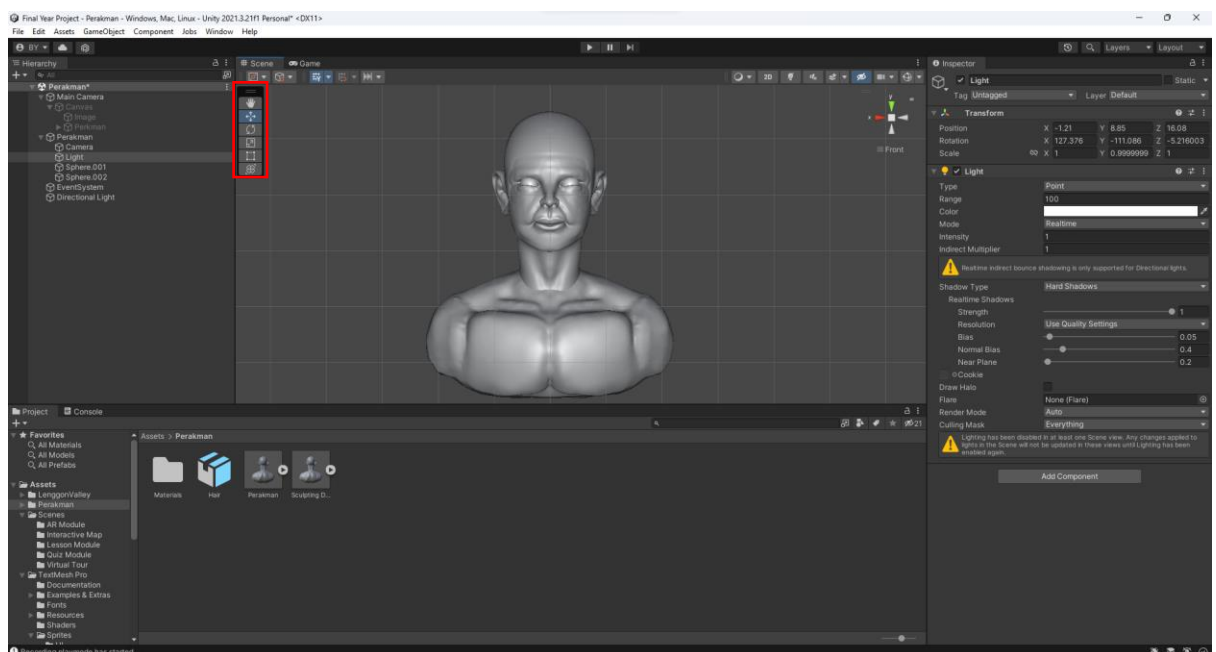 Final Year Project - Perakman - Windows, Mac, Linux - Unity 2021.3.21f1 Personal* <DX11>
File Edit Assets GameObject Component Jobs Window Help
BY
Layers Layout
Hierarchy
All
Perakman*
Main Camera
Canvas
Image
Perkman
Perakman
Camera
Light
Sphere.001
Sphere.002
EventSystem
Directional Light
Scene Game
2D
y
x
Front
Inspector
Light Static
Tag Untagged Layer Default
Transform
Position X -1.21 Y 8.85 Z 16.08
Rotation X 127.376 Y -111.086 Z -5.216003
Scale X 1 Y 0.9999999 Z 1
Light
Type Point
Range 100
Color
Mode Realtime
Intensity 1
Indirect Multiplier 1
Realtime indirect bounce shadowing is only supported for Directional lights.
Shadow Type Hard Shadows
Realtime Shadows
Strength 1
Resolution Use Quality Settings
Bias 0.05
Normal Bias 0.4
Near Plane 0.2
Cookie
Draw Halo
Flare None (Flare)
Render Mode Auto
Culling Mask Everything
Lighting has been disabled in at least one Scene view. Any changes applied to
lights in the Scene will not be updated in these views until Lighting has been
enabled again.
Add Component
Project Console
21
Favorites
All Materials
All Models
All Prefabs
Assets
LenggonValley
Perakman
Scenes
AR Module
Interactive Map
Lesson Module
Quiz Module
Virtual Tour
TextMesh Pro
Documentation
Examples & Extras
Fonts
Resources
Shaders
Sprites
Assets > Perakman
Materials Hair Perakman Sculpting D...
Recording playmode has started